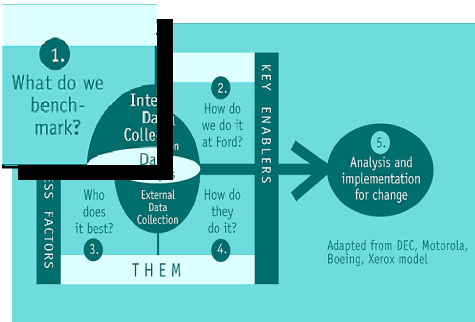 1.
What do we
bench-
mark?
2.
How do
we do it
at Ford?
KEY ENABLERS
5.
Analysis and
implementation
for change
External
Data
Collection
Who
does
it best?
3.
How do
they
do it?
4.
FACTORS
THEM
Adapted from DEC, Motorola,
Boeing, Xerox model